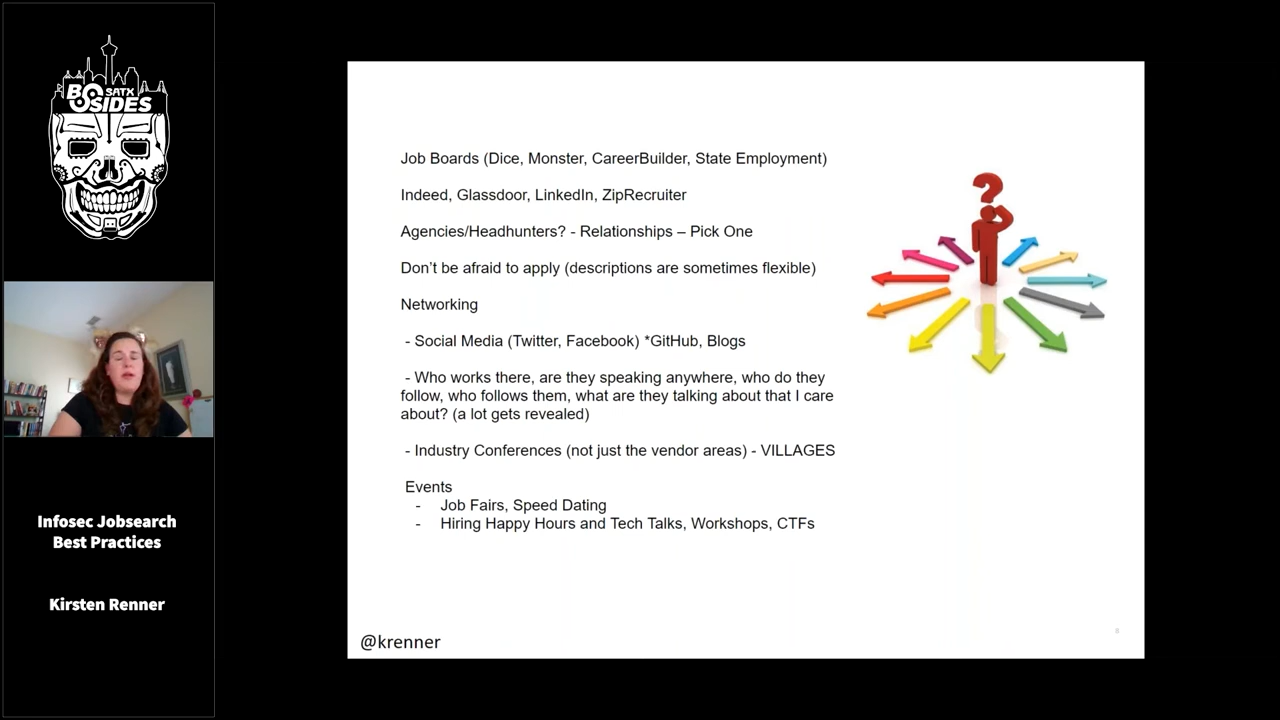 BSIDES
SATX
Infosec Jobsearch
Best Practices
Kirsten Renner
Job Boards (Dice, Monster, CareerBuilder, State Employment)
Indeed, Glassdoor, LinkedIn, ZipRecruiter
Agencies/Headhunters? - Relationships – Pick One
Don’t be afraid to apply (descriptions are sometimes flexible)
Networking
- Social Media (Twitter, Facebook) *GitHub, Blogs
- Who works there, are they speaking anywhere, who do they
follow, who follows them, what are they talking about that I care
about? (a lot gets revealed)
- Industry Conferences (not just the vendor areas) - VILLAGES
Events
- Job Fairs, Speed Dating
- Hiring Happy Hours and Tech Talks, Workshops, CTFs
?
@krenner
8